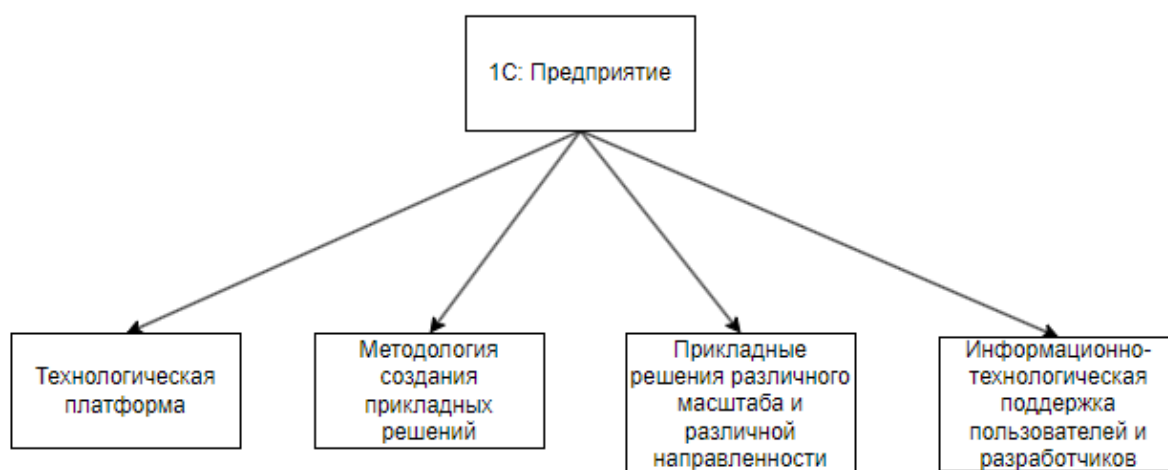 1С: Предприятие
Технологическая
платформа
Методология
создания
прикладных
решений
Прикладные
решения различного
масштаба и
различной
направленности
Информационно-
технологическая
поддержка
пользователей и
разработчиков